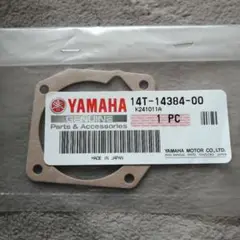 YAMAHA 14T-14384-00
K241011A
GENUINE
Parts & Accessories
1 PC
MADE IN JAPAN
YAMAHA MOTOR CO., LTD.